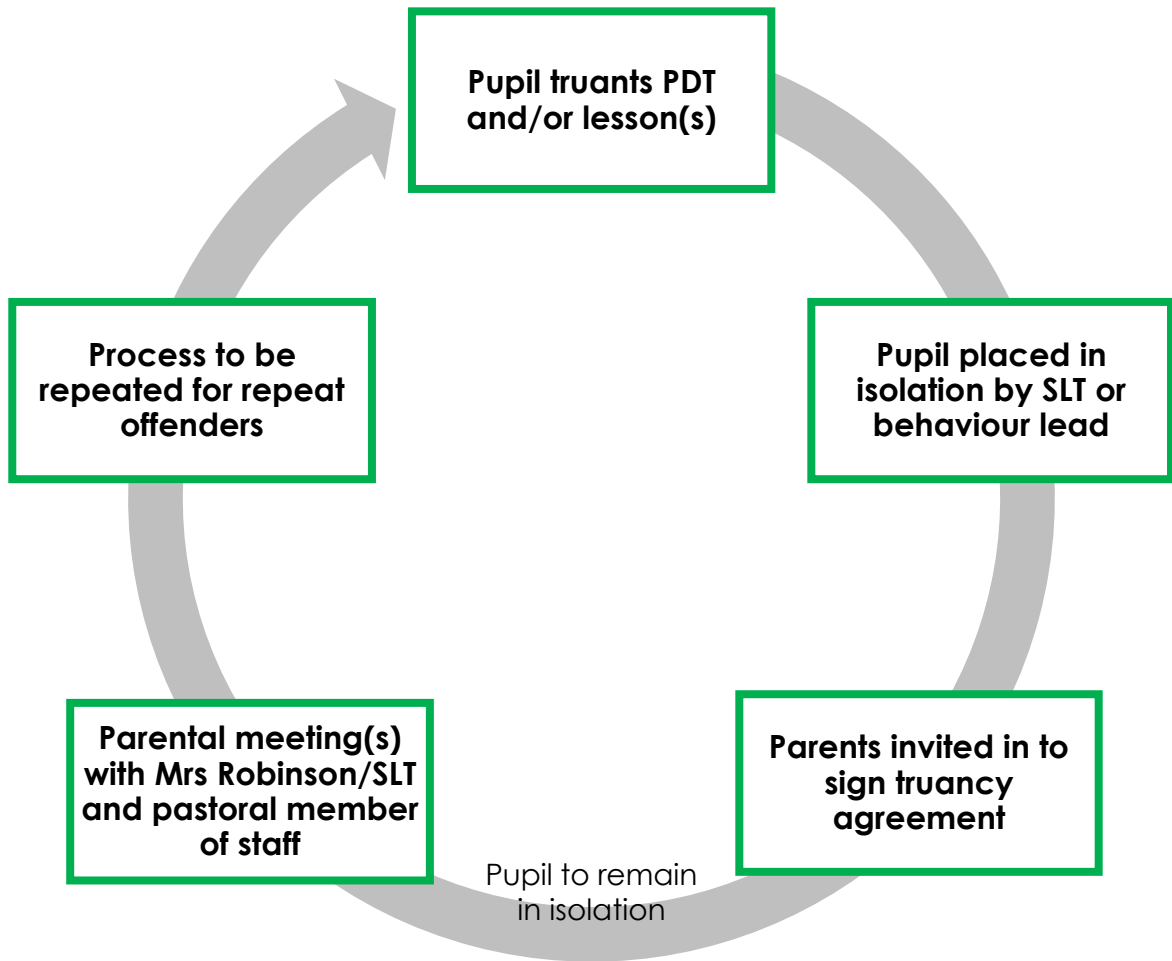 Pupil truants PDT
and/or lesson(s)
Pupil placed in
isolation by SLT or
behaviour lead
Parents invited in to
sign truancy
agreement
Pupil to remain
in isolation
Parental meeting(s)
with Mrs Robinson/SLT
and pastoral member
of staff
Process to be
repeated for repeat
offenders